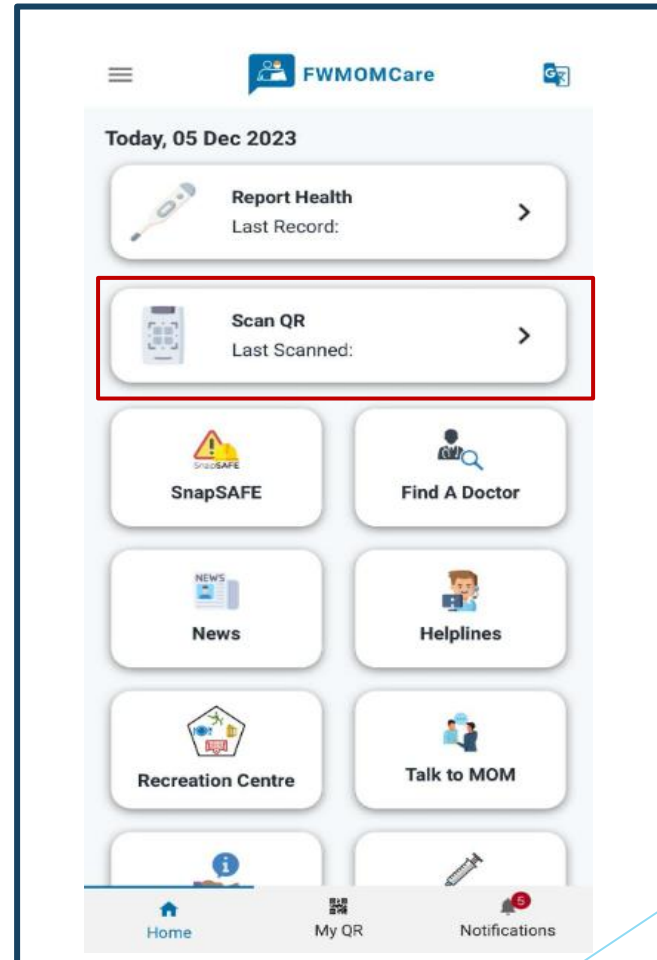 FWMOMCare
G
Today, 05 Dec 2023
Report Health
Last Record:
Scan QR
Last Scanned:
SnapSAFE
SnapSAFE
Find A Doctor
NEWS
News
Helplines
Recreation Centre
Talk to MOM
i
5
Home
My QR
Notifications